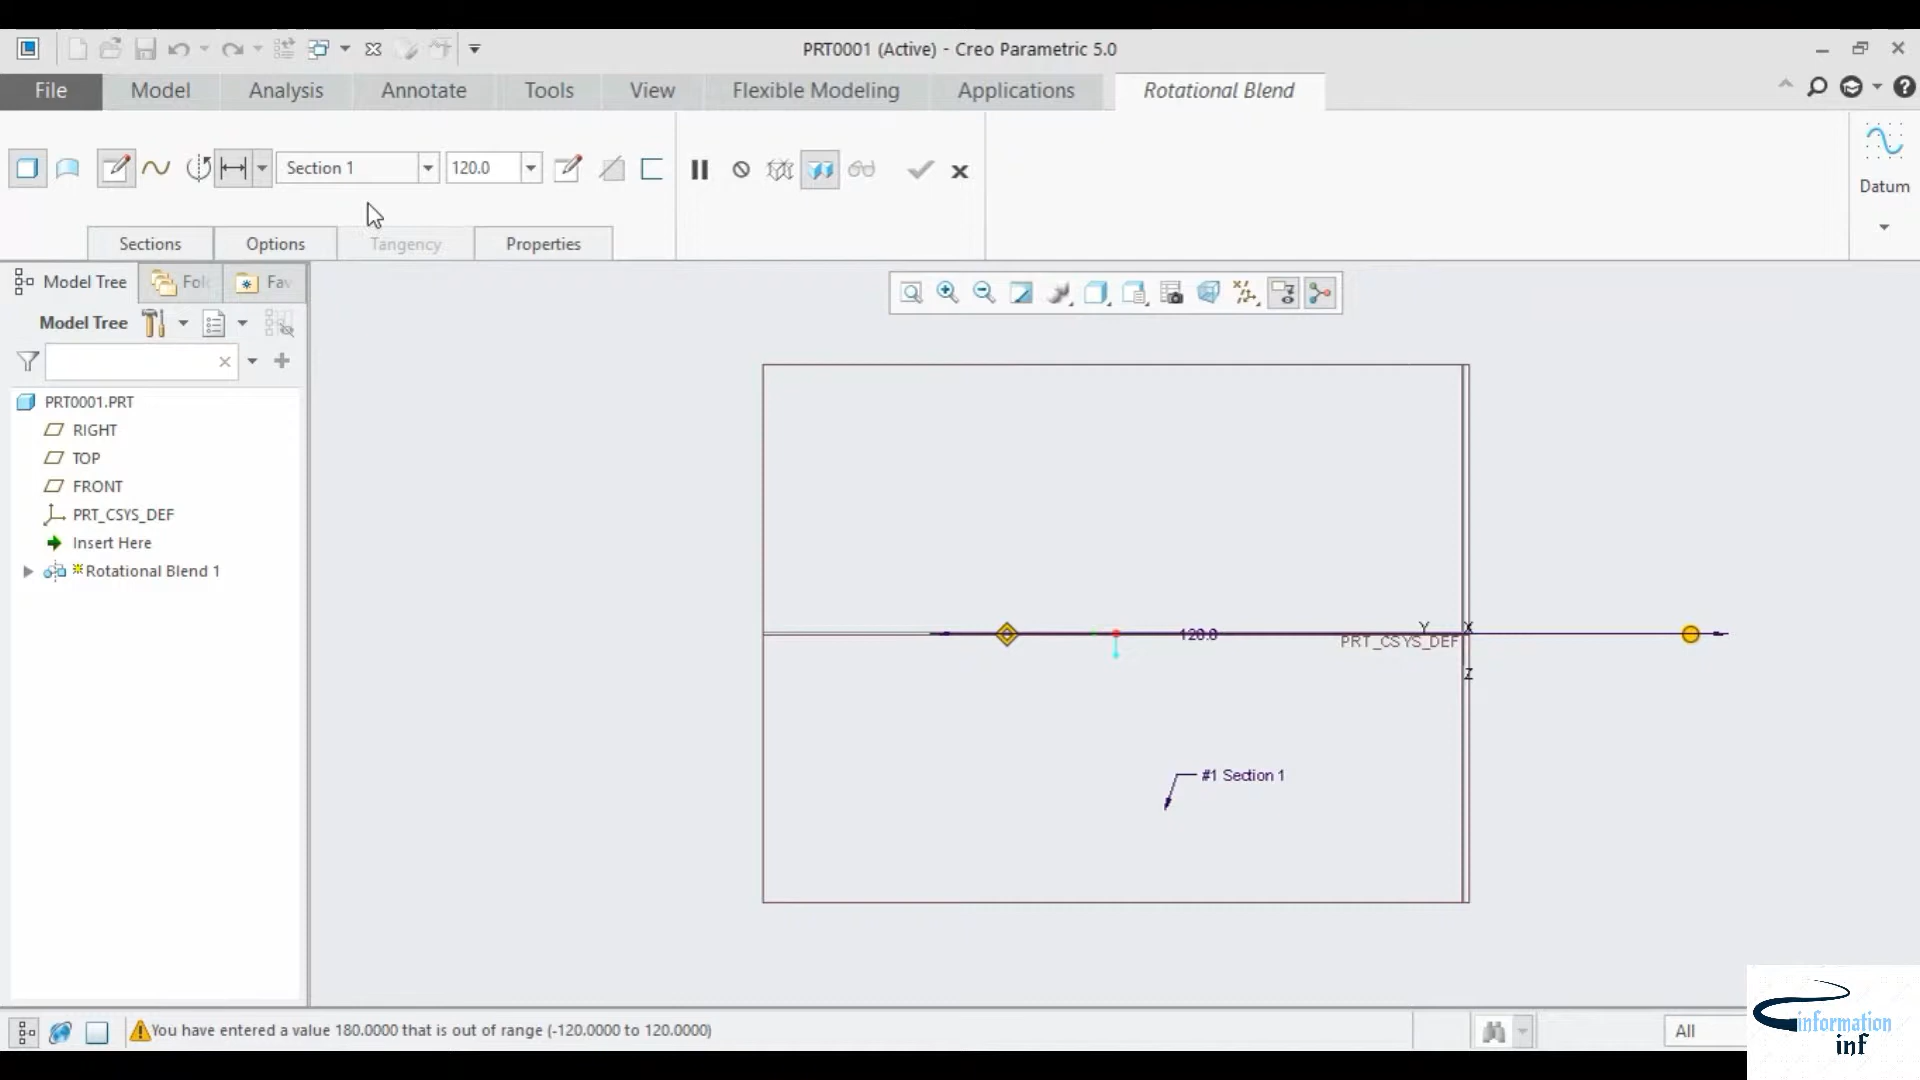 PRT0001 (Active) - Creo Parametric 5.0
File Model Analysis Annotate Tools View Flexible Modeling Applications Rotational Blend
Section 1 120.0
Datum
Sections Options Tangency Properties
Model Tree Fol Fav
Model Tree
PRT0001.PRT
RIGHT
TOP
FRONT
PRT_CSYS_DEF
Insert Here
Rotational Blend 1
120.0 Y X
PRT_CSYS_DEF
Z
#1 Section 1
You have entered a value 180.0000 that is out of range (-120.0000 to 120.0000)
All
information
inf